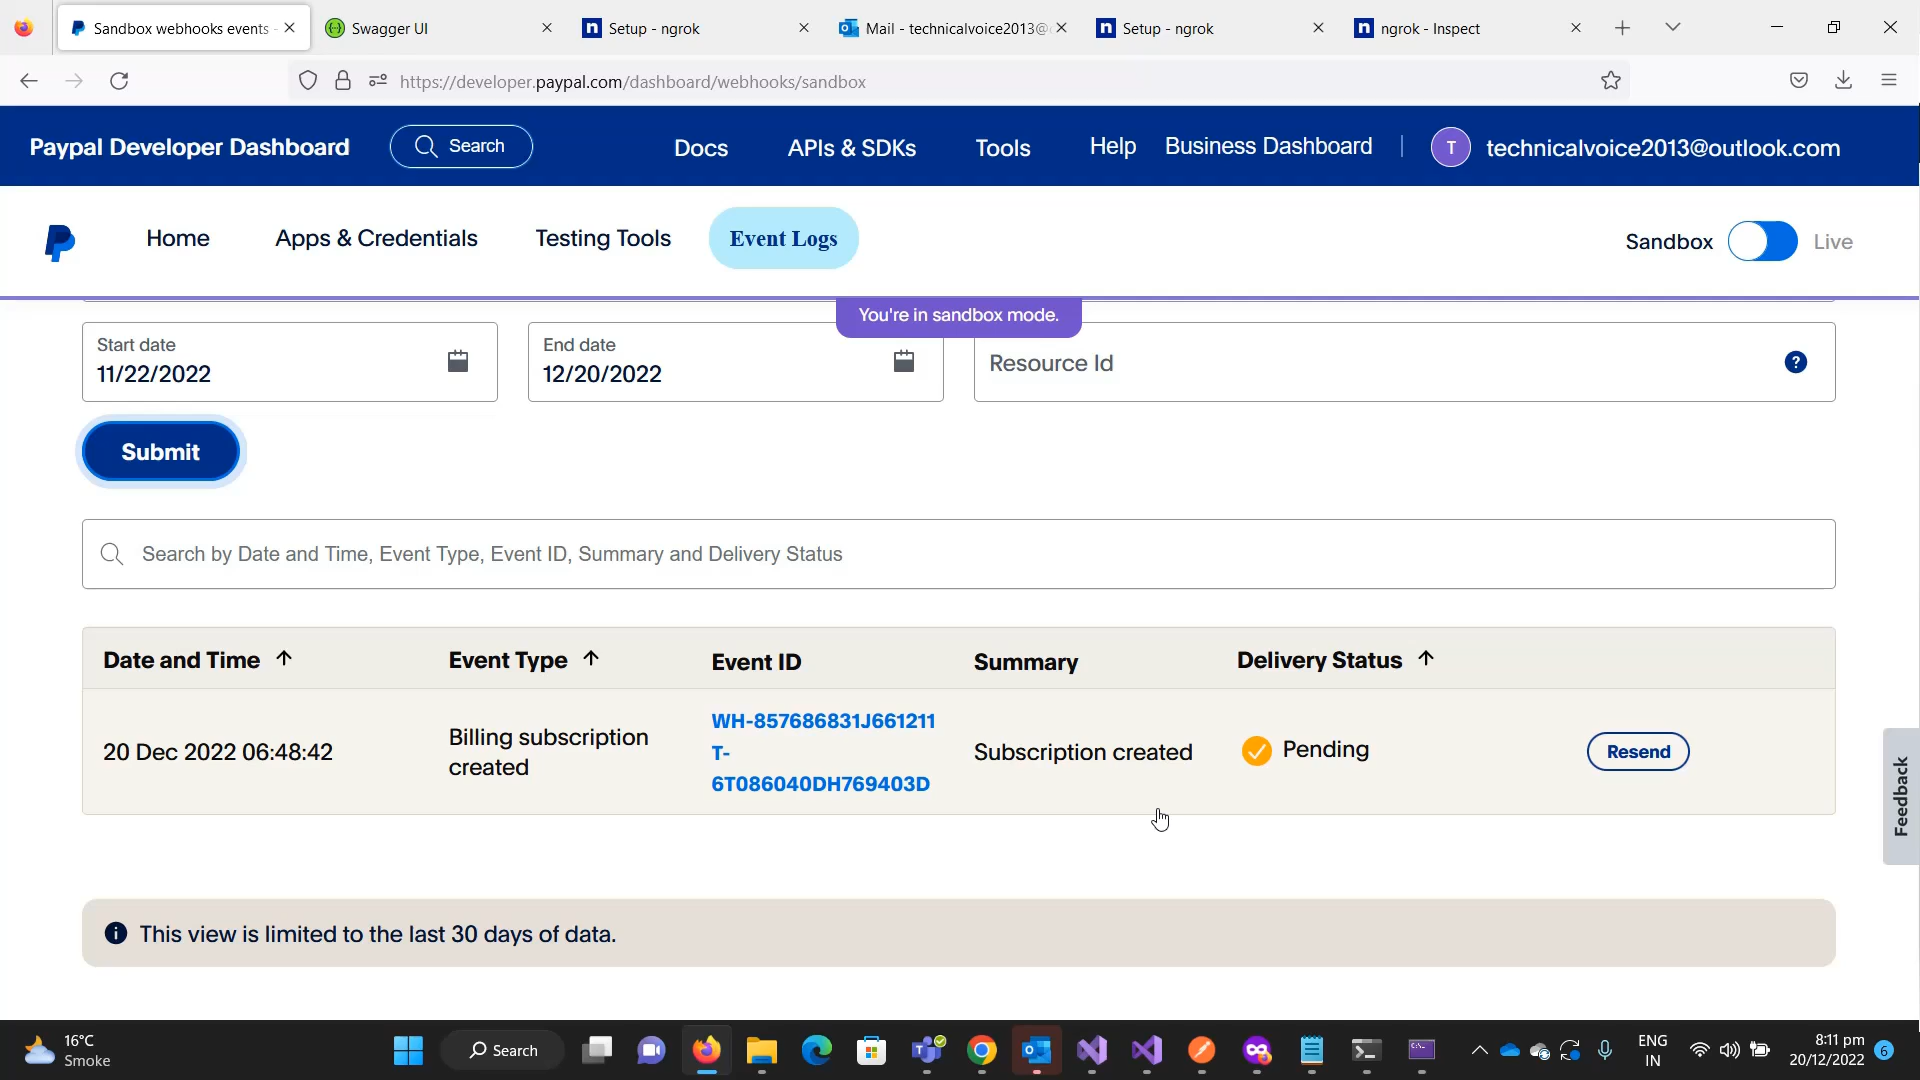 Sandbox webhooks events -
Swagger UI
Setup - ngrok
Mail - technicalvoice2013@
Setup - ngrok
ngrok - Inspect
https://developer.paypal.com/dashboard/webhooks/sandbox
Paypal Developer Dashboard
Search
Docs
APIs & SDKs
Tools
Help
Business Dashboard
T
technicalvoice2013@outlook.com
Home
Apps & Credentials
Testing Tools
Event Logs
Sandbox
Live
You're in sandbox mode.
Start date
11/22/2022
End date
12/20/2022
Resource Id
?
Submit
Search by Date and Time, Event Type, Event ID, Summary and Delivery Status
Date and Time
Event Type
Event ID
Summary
Delivery Status
20 Dec 2022 06:48:42
Billing subscription
created
WH-857686831J661211
T-
6T086040DH769403D
Subscription created
Pending
Resend
Feedback
This view is limited to the last 30 days of data.
16°C
Smoke
Search
ENG
IN
8:11 pm
20/12/2022
6